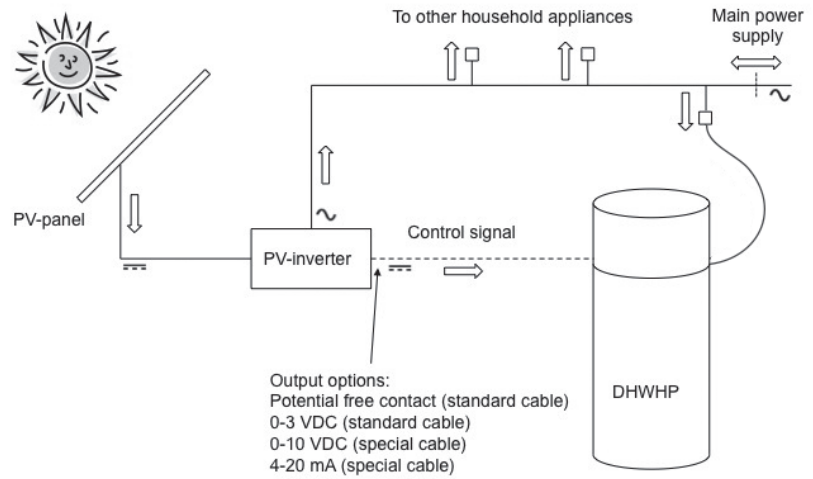 To other household appliances
Main power
supply
PV-panel
PV-inverter
Control signal
Output options:
Potential free contact (standard cable)
0-3 VDC (standard cable)
0-10 VDC (special cable)
4-20 mA (special cable)
DHWHP